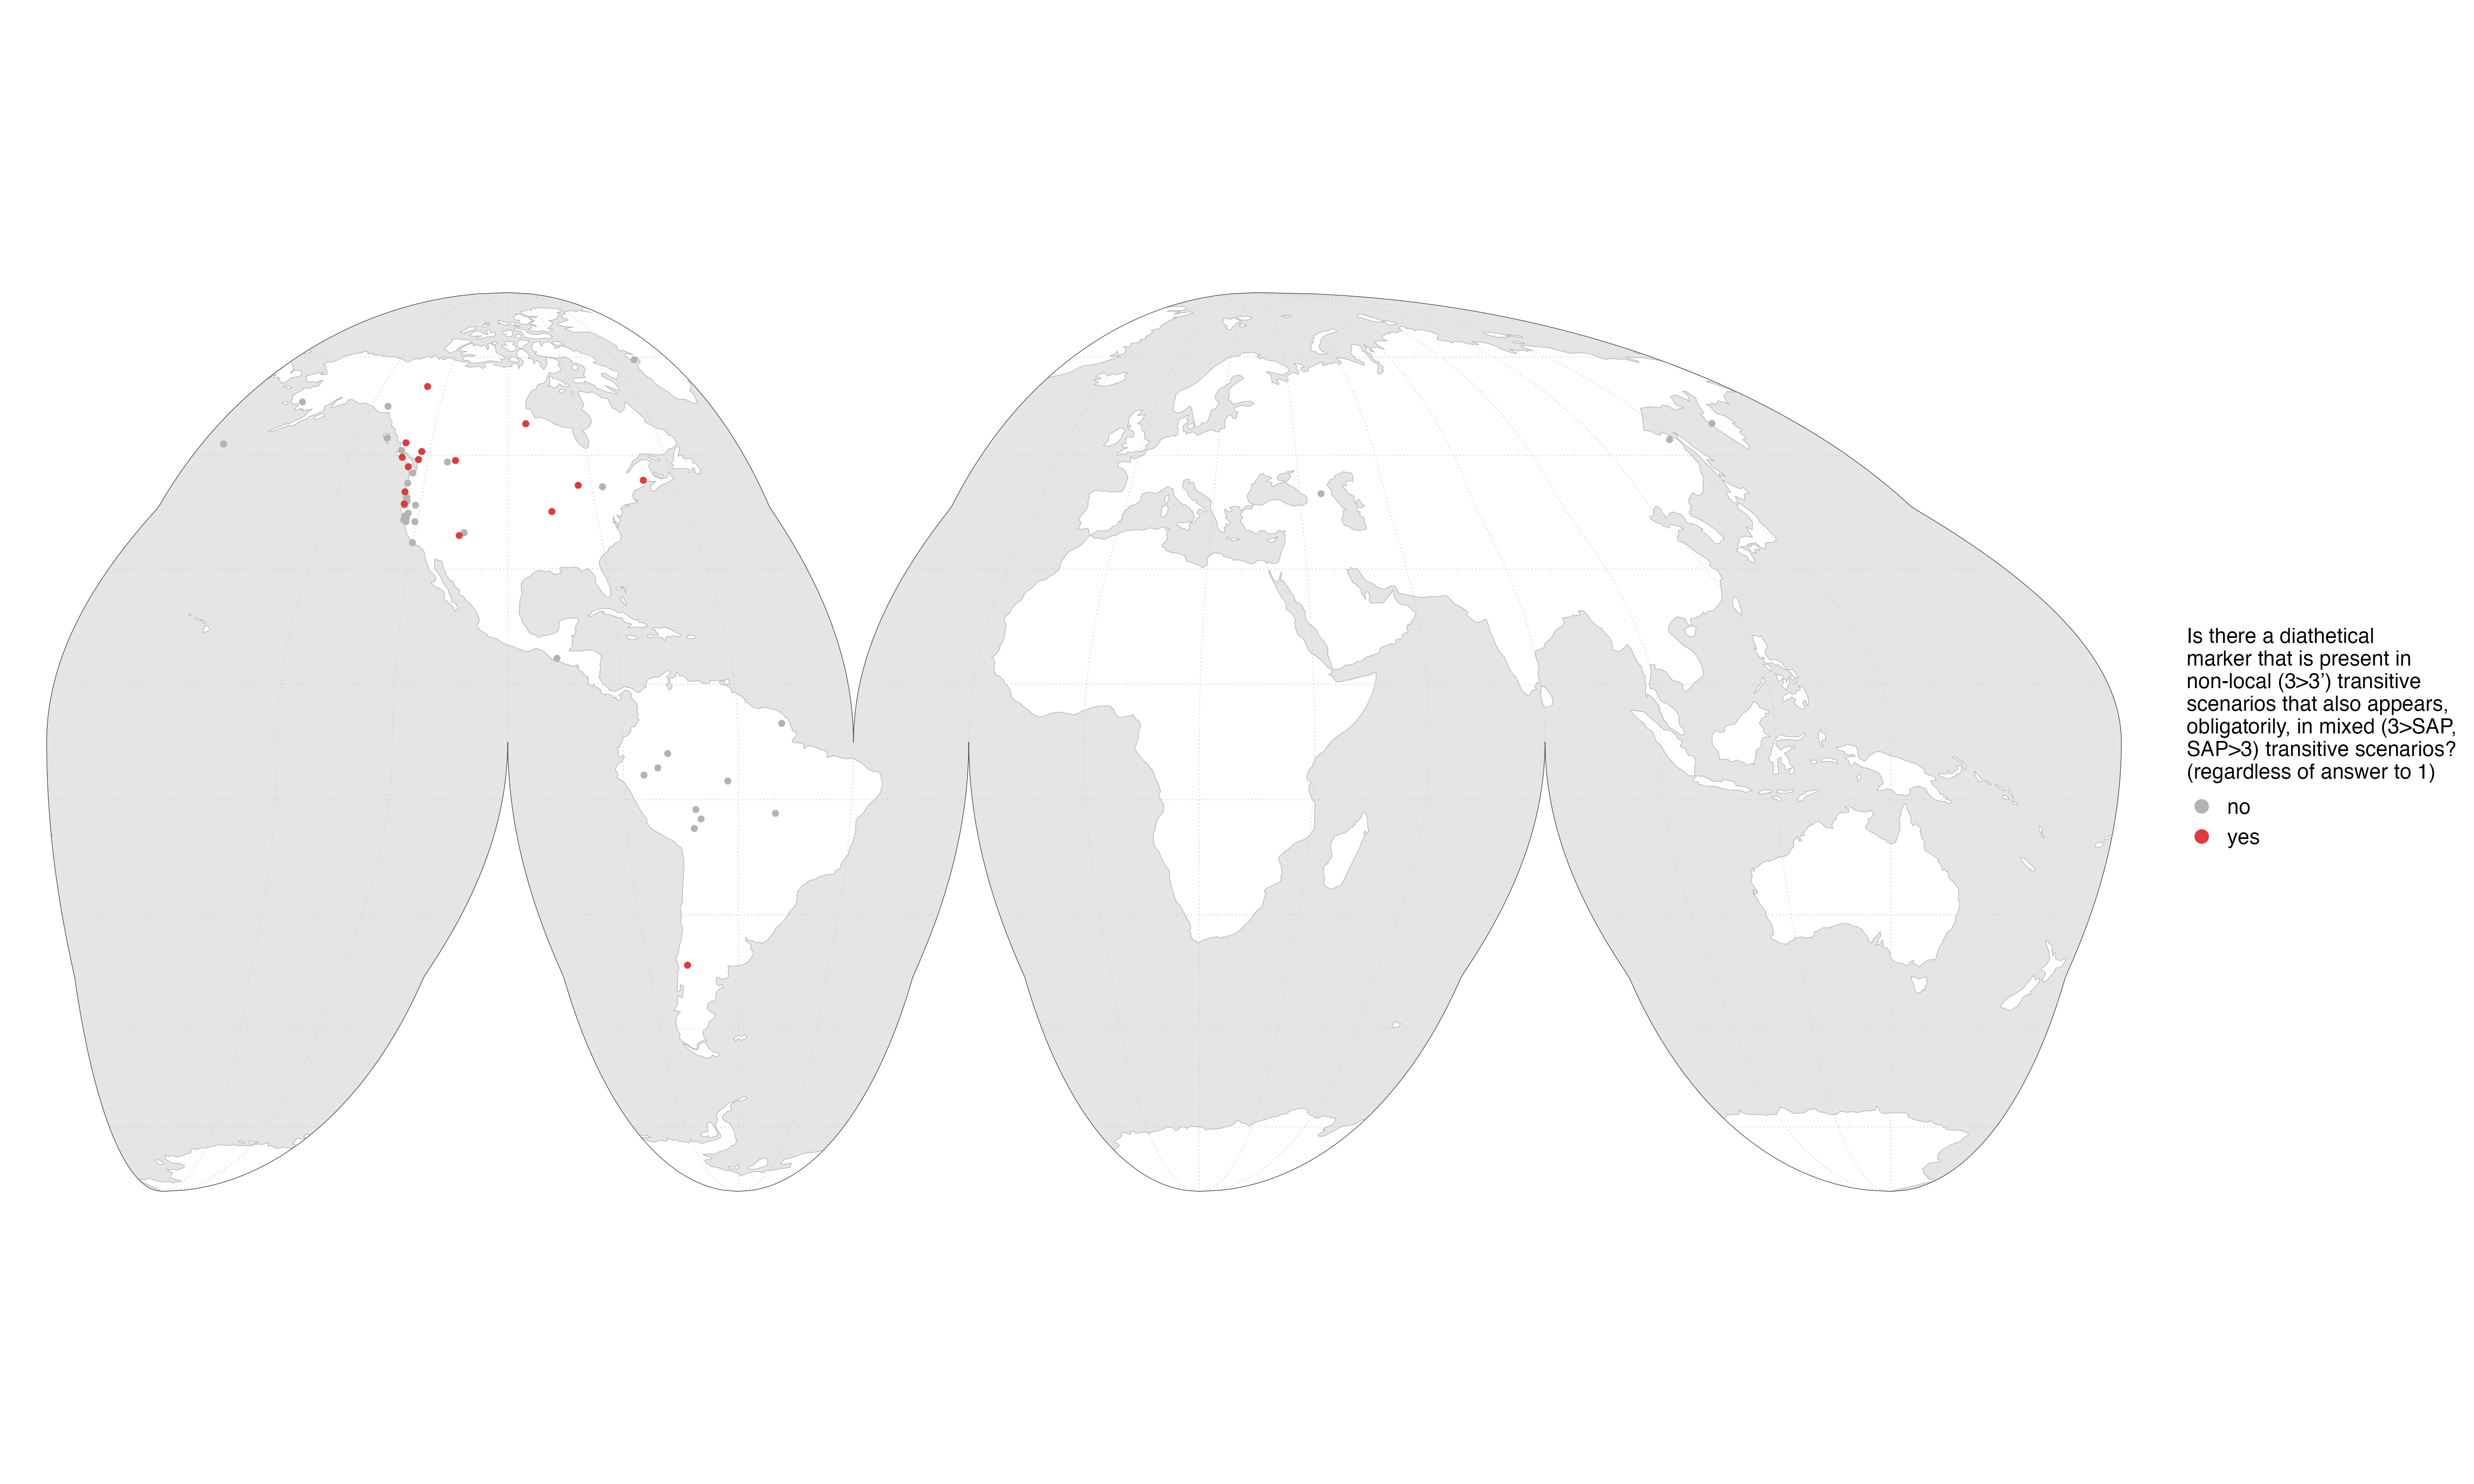 Is there a diathetical
marker that is present in
non-local (3>3’) transitive
scenarios that also appears,
obligatorily, in mixed (3>SAP,
SAP>3) transitive scenarios?
(regardless of answer to 1)
no
yes